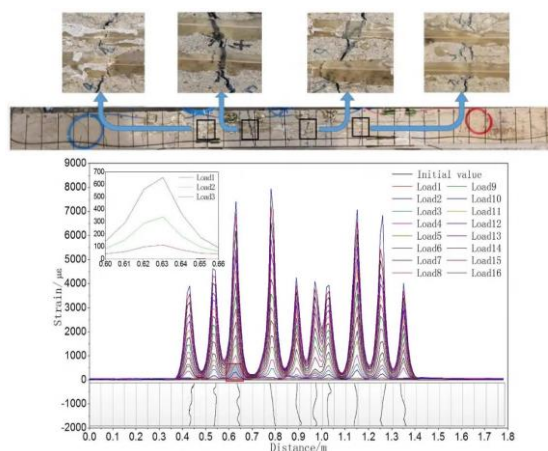 9000
8000
7000
6000
5000
4000
3000
2000
1000
0
-1000
-2000
Strain/με
700
600
500
400
300
200
100
0
0.60 0.61 0.62 0.63 0.64 0.65 0.66
Load1
Load2
Load3
Initial value
Load1 Load9
Load2 Load10
Load3 Load11
Load4 Load12
Load5 Load13
Load6 Load14
Load7 Load15
Load8 Load16
0.0 0.1 0.2 0.3 0.4 0.5 0.6 0.7 0.8 0.9 1.0 1.1 1.2 1.3 1.4 1.5 1.6 1.7 1.8
Distance/m